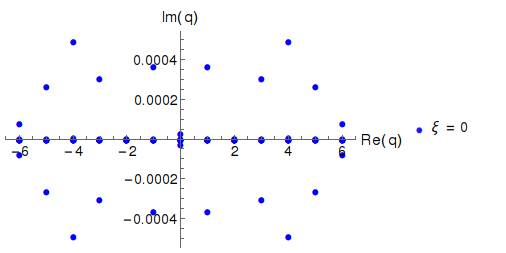 Im(q)
0.0004
0.0002
-6 -4 -2 2 4 6 Re(q)
ξ = 0
-0.0002
-0.0004